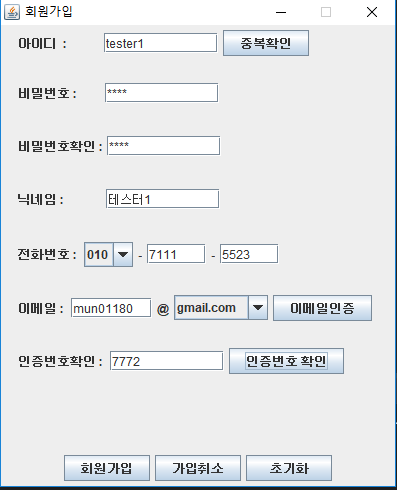 회원가입
아이디 : tester1 중복확인
비밀번호 : ****
비밀번호확인 : ****
닉네임 : 테스터1
전화번호 : 010 - 7111 - 5523
이메일 : mun01180 @ gmail.com 이메일인증
인증번호확인 : 7772 인증번호 확인
회원가입 가입취소 초기화